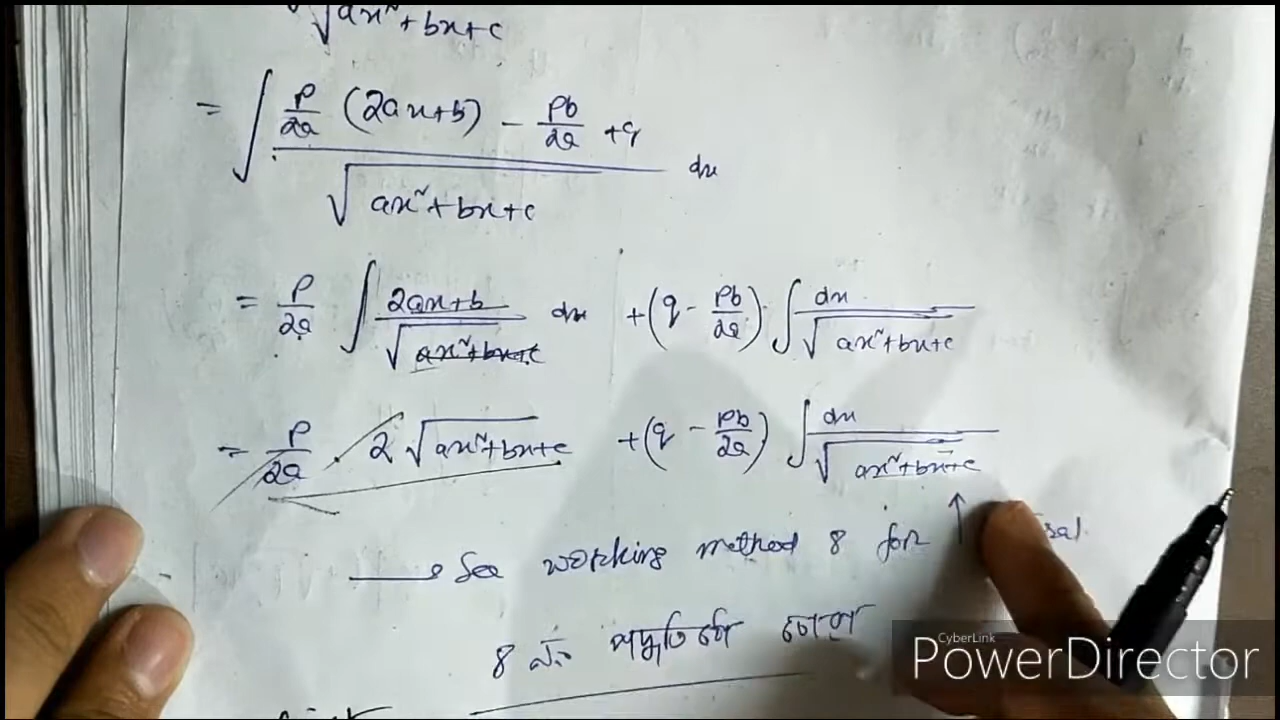 √ax²+bx+c
= ∫ (p/2a (2ax+b) - pb/2a + q) / √ax²+bx+c dx
= p/2a ∫ (2ax+b) / √ax²+bx+c dx + (q - pb/2a) ∫ dx / √ax²+bx+c
= p/2a . 2 √ax²+bx+c + (q - pb/2a) ∫ dx / √ax²+bx+c
→ See working method 8 for ↑
8 নং পদ্ধতিটি
CyberLink
PowerDirector